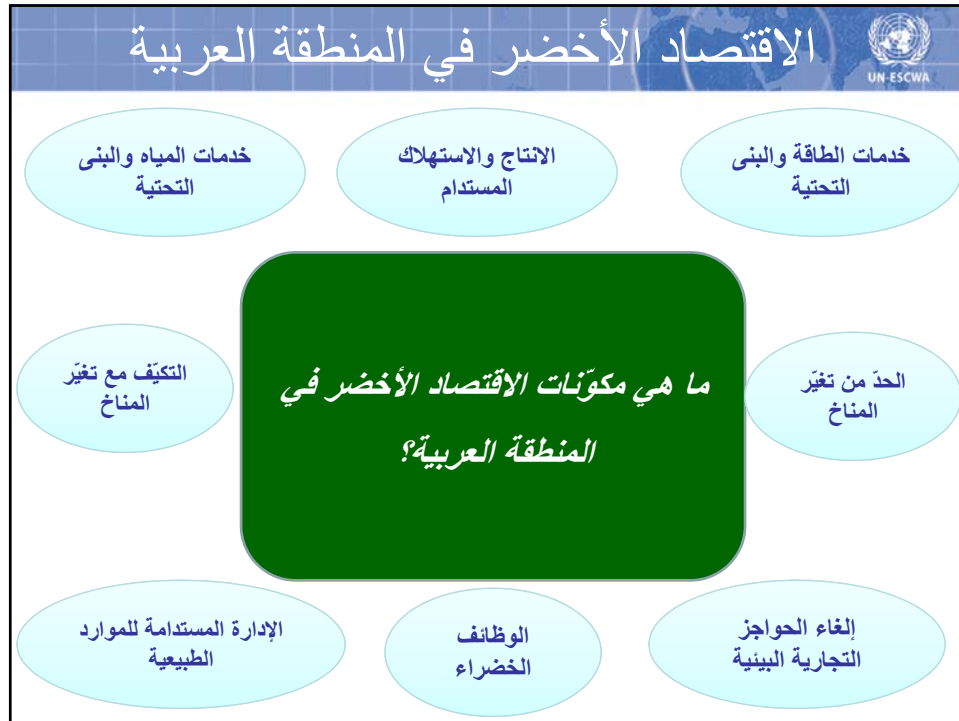 الاقتصاد الأخضر في المنطقة العربية
UN-ESCWA
خدمات الطاقة والبنى
التحتية
الانتاج والاستهلاك
المستدام
خدمات المياه والبنى
التحتية
الحدّ من تغيّر
المناخ
ما هي مكوّنات الاقتصاد الأخضر في
المنطقة العربية؟
التكيّف مع تغيّر
المناخ
إلغاء الحواجز
التجارية البيئية
الوظائف
الخضراء
الإدارة المستدامة للموارد
الطبيعية